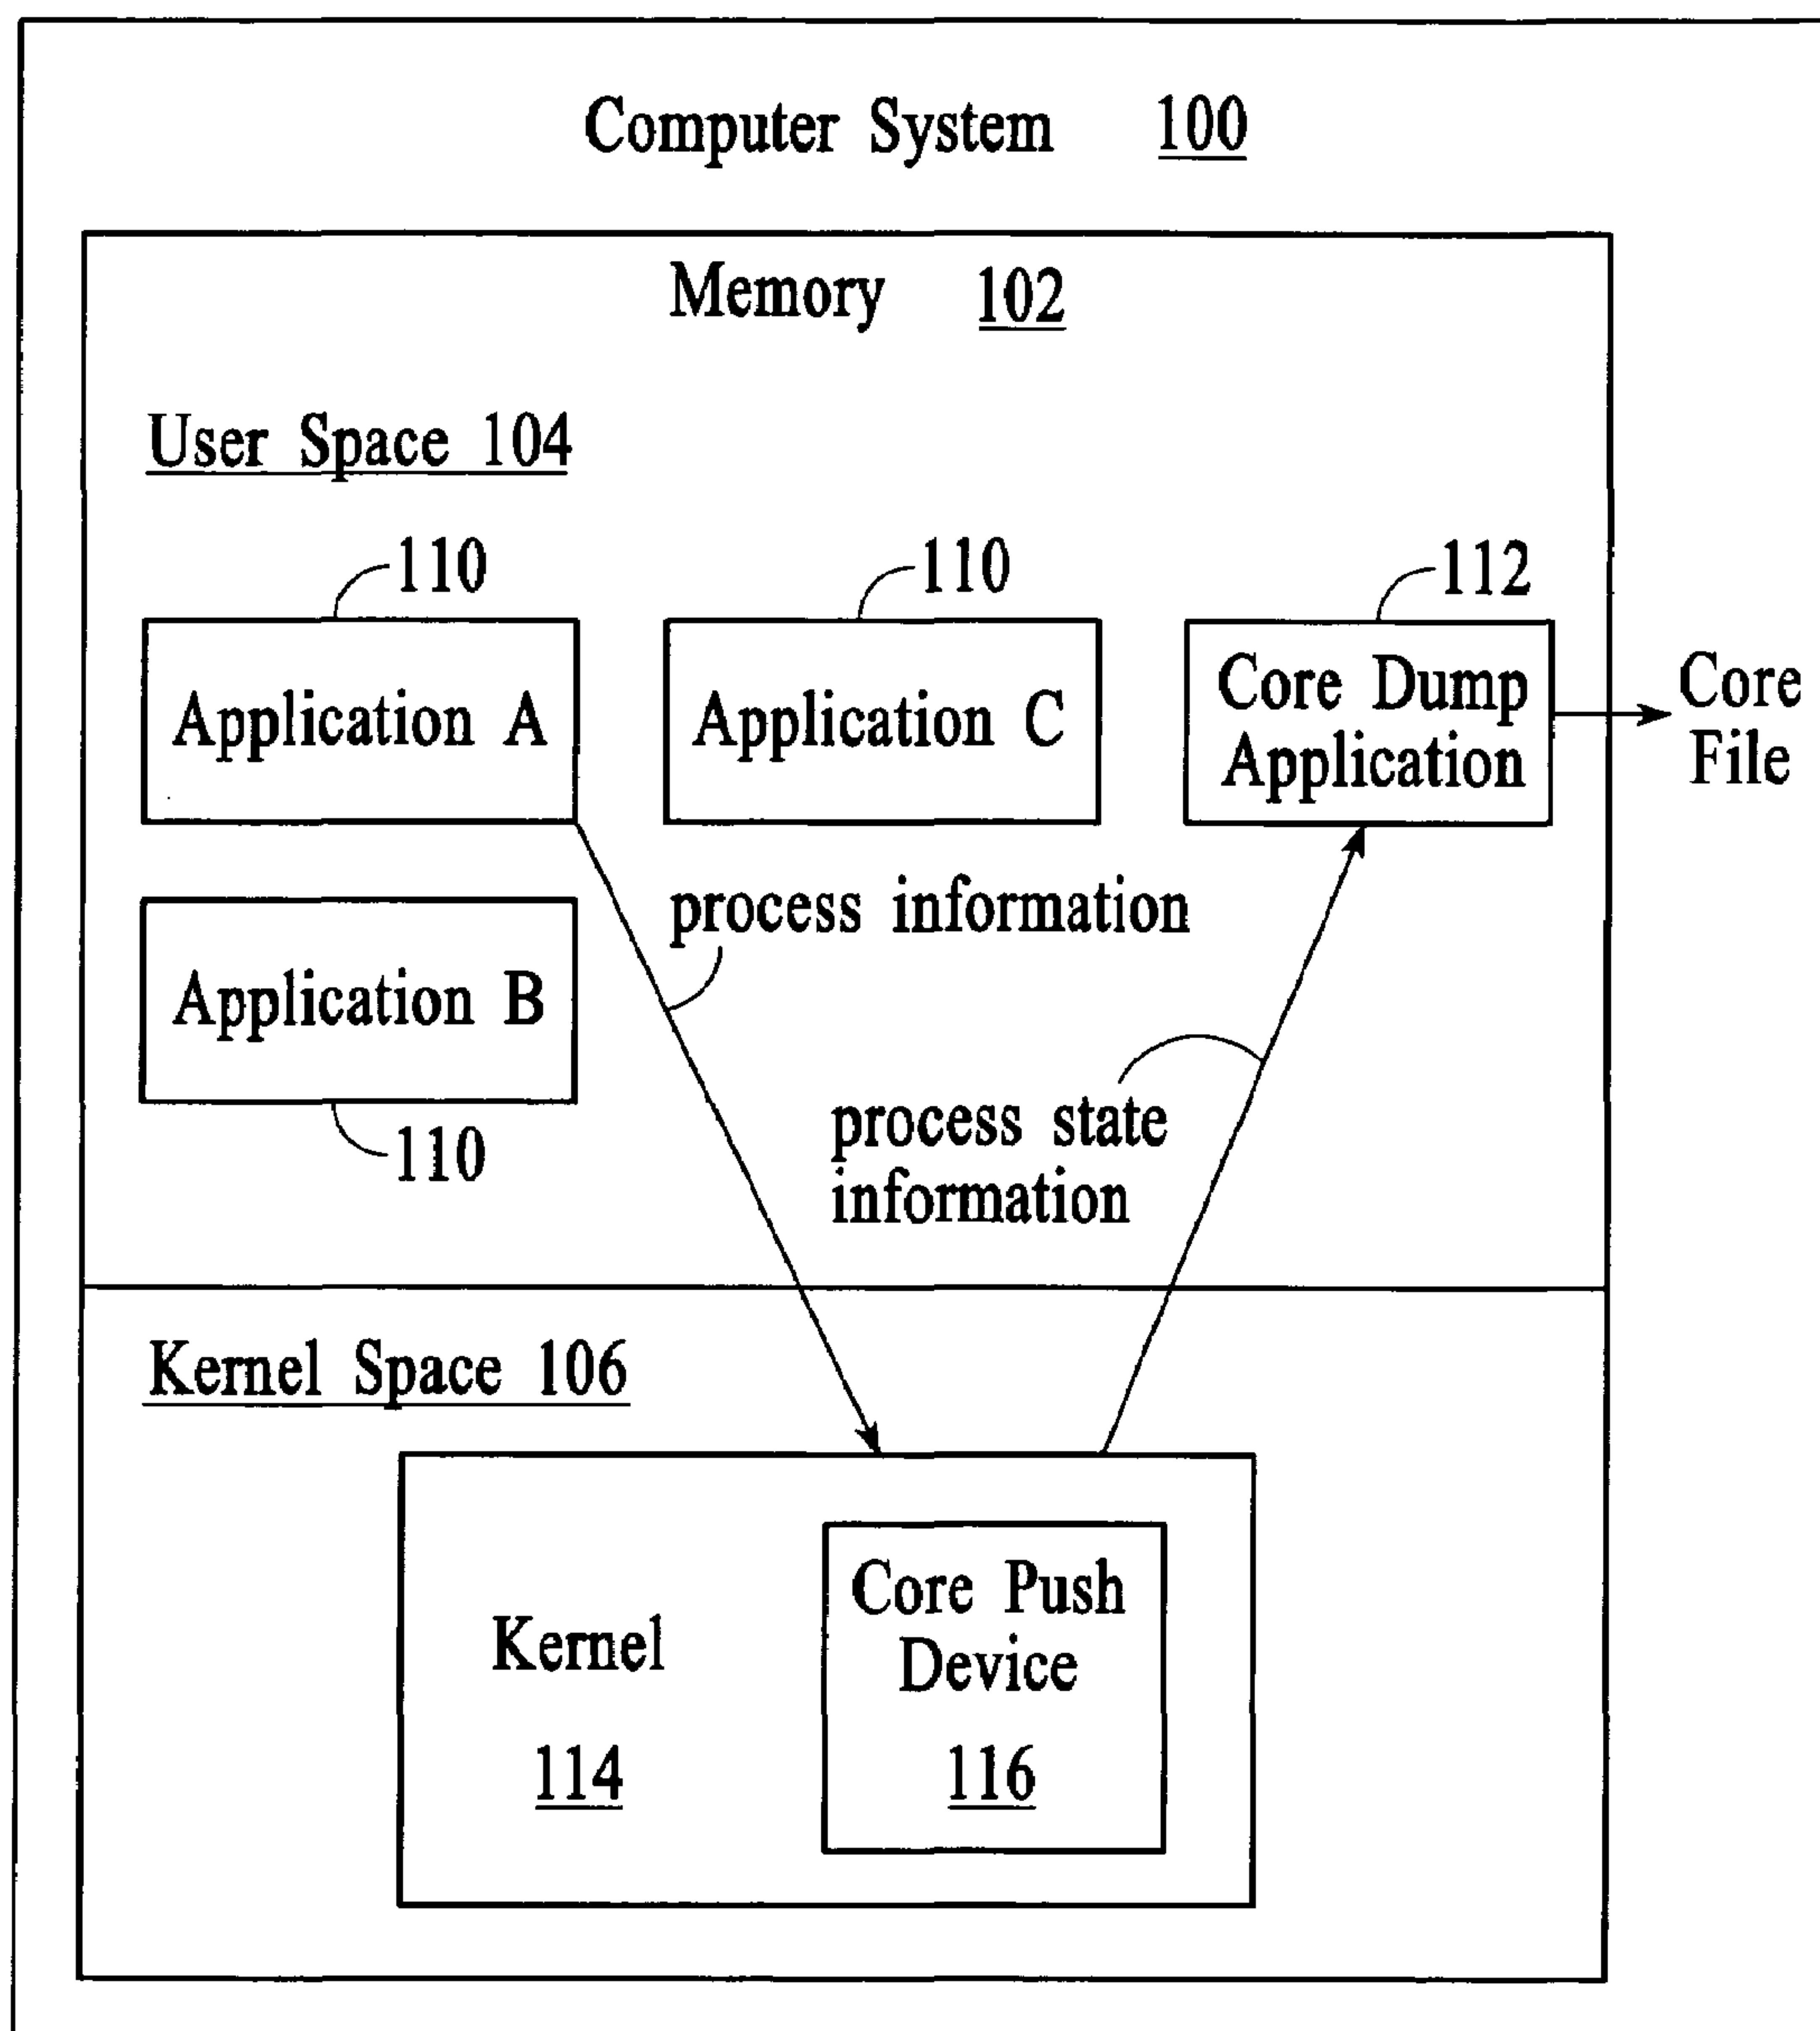 Computer System 100
Memory 102
User Space 104
110
110
112
Application A
Application C
Core Dump
Application
Core
File
process information
Application B
110
process state
information
Kernel Space 106
Core Push
Device
Kernel
114
116